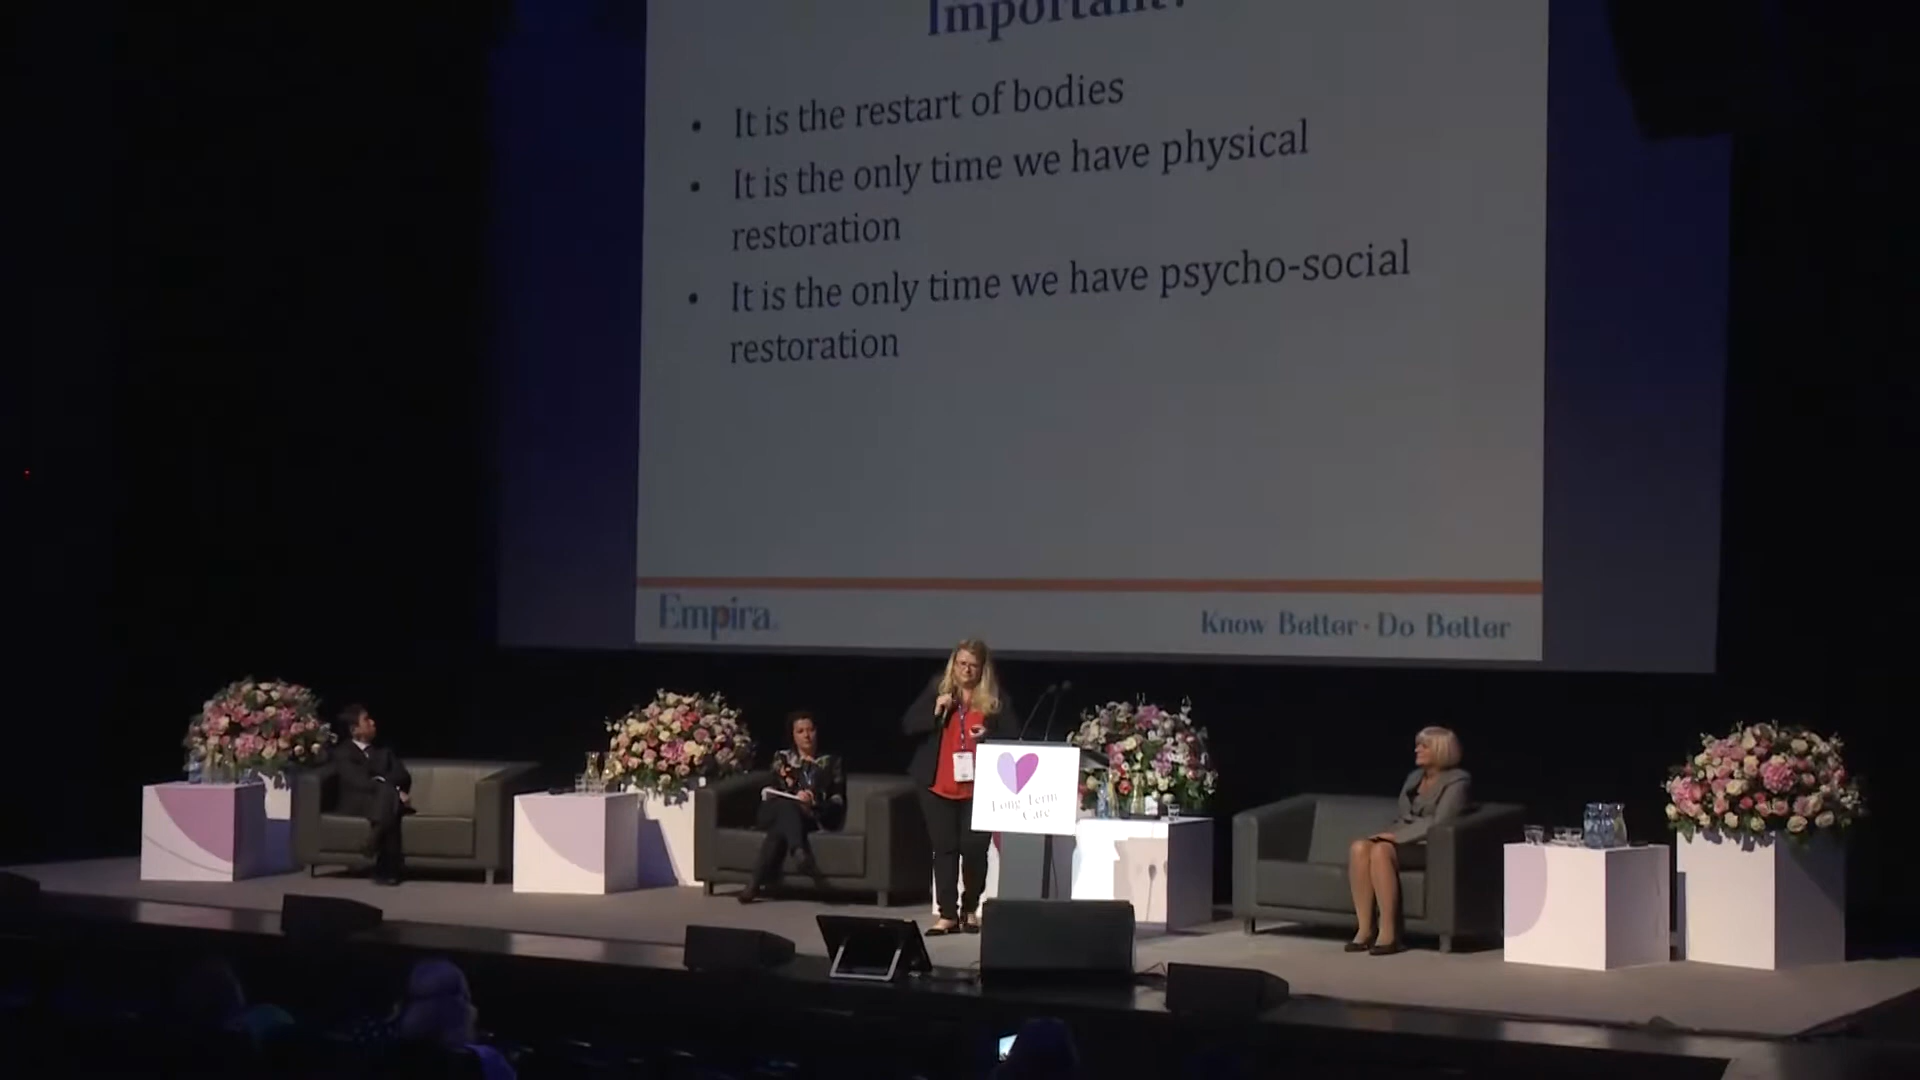 Important?
• It is the restart of bodies
• It is the only time we have physical
restoration
• It is the only time we have psycho-social
restoration
Empira
Know Better · Do Better
Long Term
Care